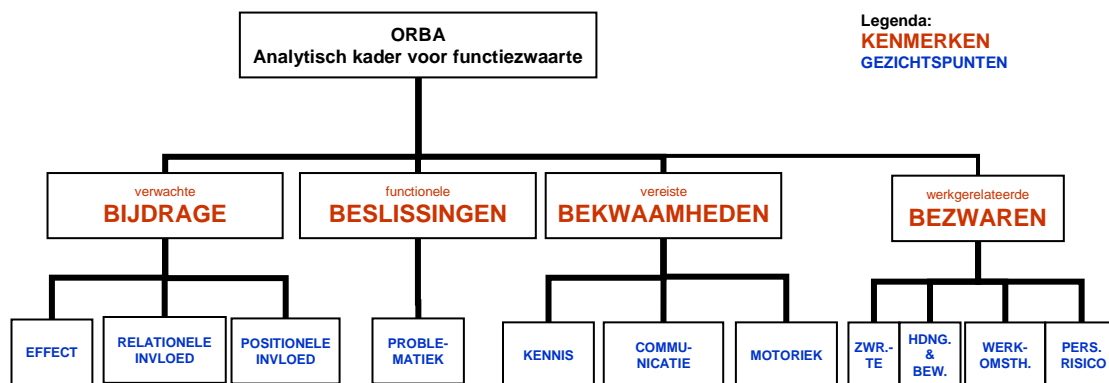 ORBA
Analytisch kader voor functiezwaarte
Legenda:
KENMERKEN
GEZICHTSPUNTEN
verwachte
BIJDRAGE
functionele
BESLISSINGEN
vereiste
BEKWAAMHEDEN
werkgerelateerde
BEZWAREN
EFFECT
RELATIONELE
INVLOED
POSITIONELE
INVLOED
PROBLE-
MATIEK
KENNIS
COMMU-
NICATIE
MOTORIEK
ZWR.-
TE
HDNG.
&
BEW.
WERK-
OMSTH.
PERS.
RISICO